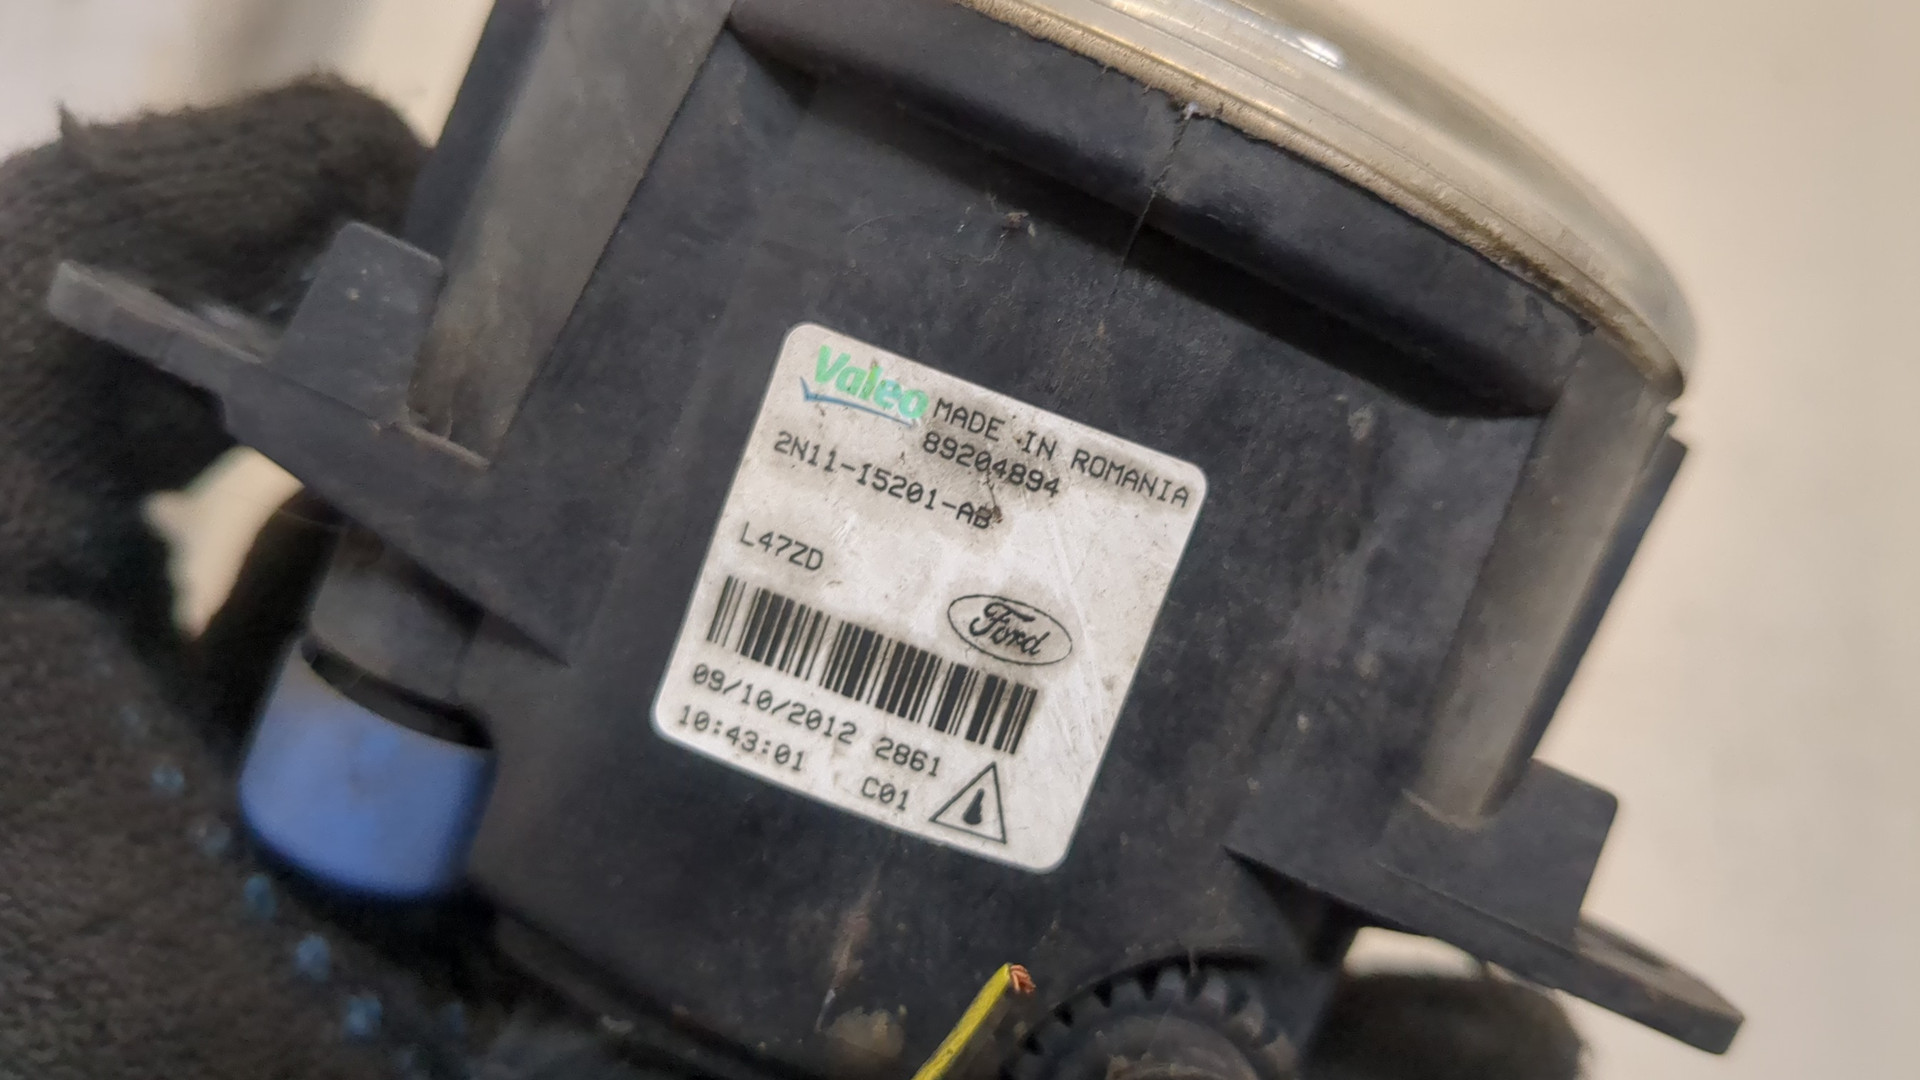 Valeo MADE IN ROMANIA
89204894
2N11-15201-AB
L47ZD
Ford
09/10/2012 2861
10:43:01 C01